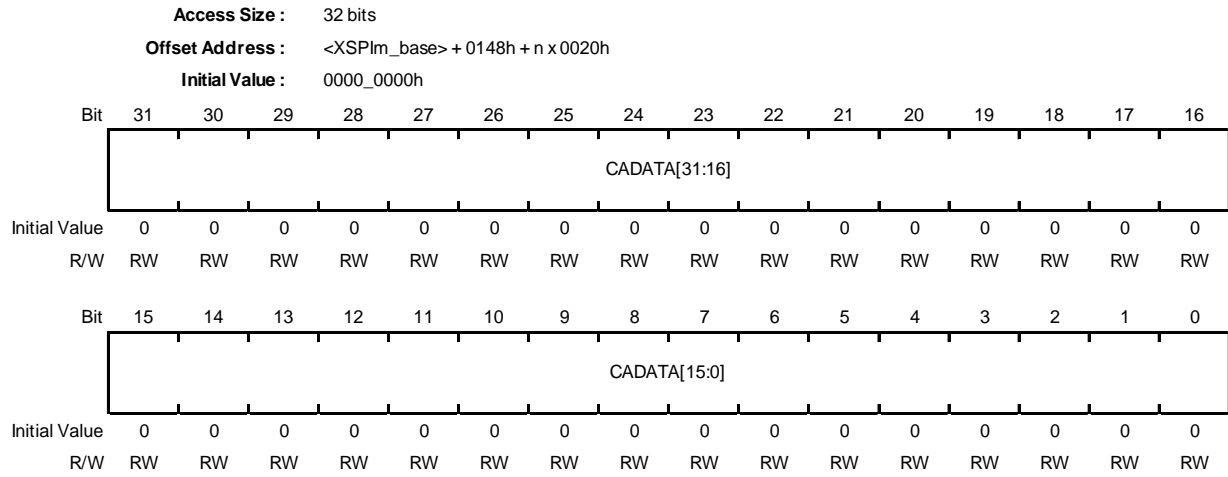 Access Size : 32 bits
Offset Address : <XSPIm_base> + 0148h + n x 0020h
Initial Value : 0000_0000h
Bit 31 30 29 28 27 26 25 24 23 22 21 20 19 18 17 16
CADATA[31:16]
Initial Value 0 0 0 0 0 0 0 0 0 0 0 0 0 0 0 0
R/W RW RW RW RW RW RW RW RW RW RW RW RW RW RW RW RW
Bit 15 14 13 12 11 10 9 8 7 6 5 4 3 2 1 0
CADATA[15:0]
Initial Value 0 0 0 0 0 0 0 0 0 0 0 0 0 0 0 0
R/W RW RW RW RW RW RW RW RW RW RW RW RW RW RW RW RW